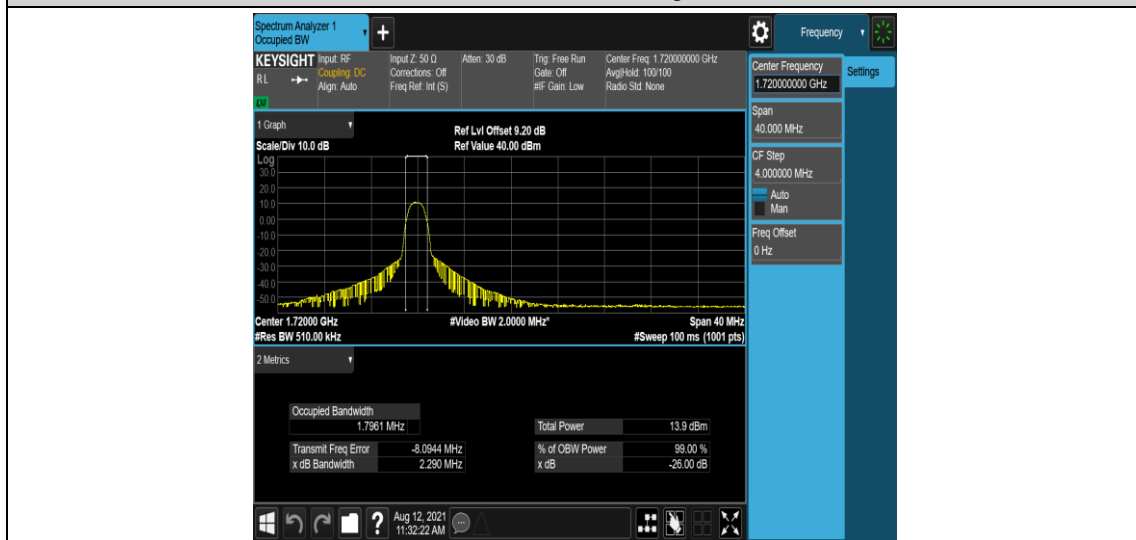 Spectrum Analyzer 1
Occupied BW
Frequency
KEYSIGHT
RL
LXI
Input: RF
Coupling: DC
Align: Auto
Input Z: 50 Ω
Corrections: Off
Freq Ref: Int (S)
Atten: 30 dB
Trig: Free Run
Gate: Off
#IF Gain: Low
Center Freq: 1.720000000 GHz
Avg|Hold: 100/100
Radio Std: None
Center Frequency
1.720000000 GHz
Settings
Span
40.000 MHz
CF Step
4.000000 MHz
Auto
Man
Freq Offset
0 Hz
1 Graph
Scale/Div 10.0 dB
Ref Lvl Offset 9.20 dB
Ref Value 40.00 dBm
Log
30.0
20.0
10.0
0.00
-10.0
-20.0
-30.0
-40.0
-50.0
Center 1.72000 GHz
#Video BW 2.0000 MHz*
Span 40 MHz
#Res BW 510.00 kHz
#Sweep 100 ms (1001 pts)
2 Metrics
Occupied Bandwidth
1.7961 MHz
Total Power 13.9 dBm
Transmit Freq Error -8.0944 MHz
% of OBW Power 99.00 %
x dB Bandwidth 2.290 MHz
x dB -26.00 dB
?
Aug 12, 2021
11:32:22 AM